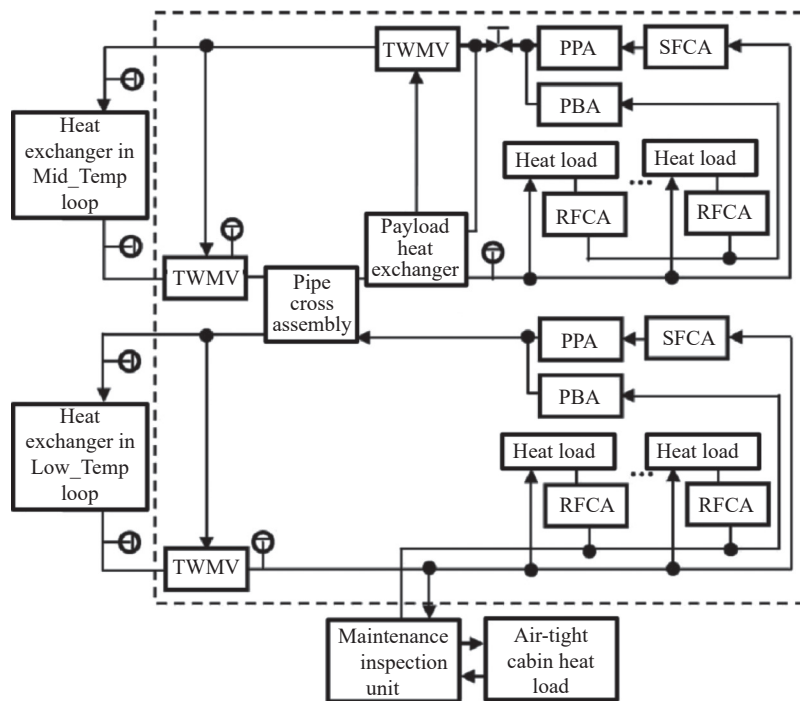 TWMV
PPA
SFCA
PBA
Heat
exchanger in
Mid_Temp
loop
Heat load
Heat load
RFCA
RFCA
Payload
heat
exchanger
TWMV
Pipe
cross
assembly
PPA
SFCA
PBA
Heat
exchanger in
Low_Temp
loop
Heat load
Heat load
RFCA
RFCA
TWMV
Maintenance
inspection
unit
Air-tight
cabin heat
load